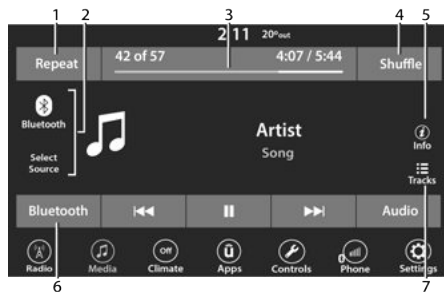 1 2 3 4 5
2 11 20°out
Repeat 42 of 57 4:07 / 5:44 Shuffle
Bluetooth
Select
Source
Artist
Song
Info
Tracks
Bluetooth Audio
Off
Radio Media Climate Apps Controls Phone Settings
6 7